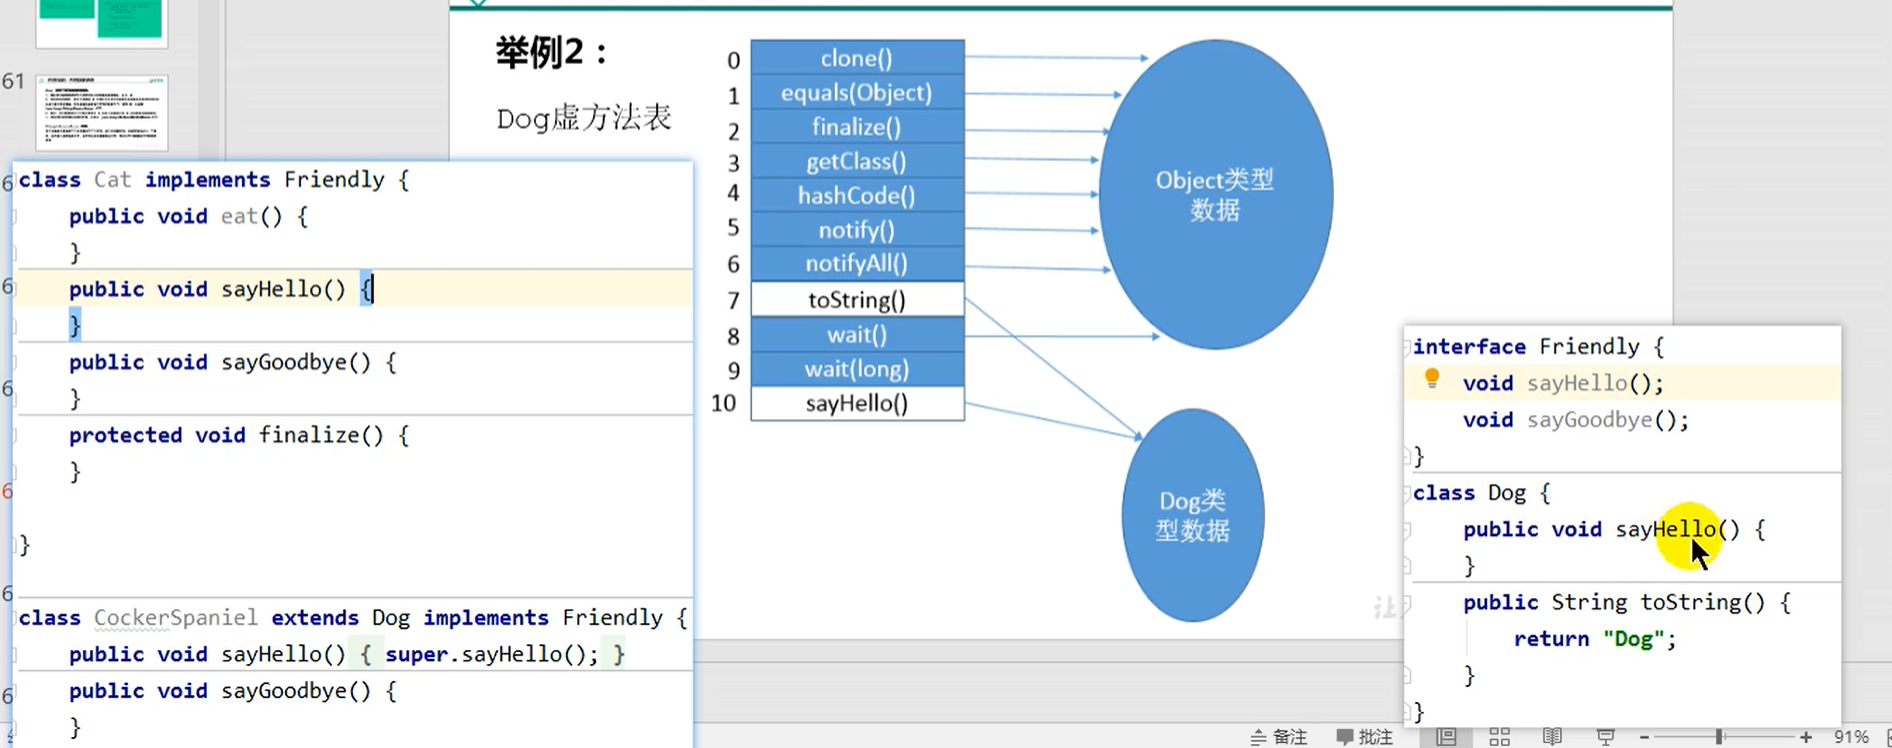 61
举例2：
Dog虚方法表
0 clone()
1 equals(Object)
2 finalize()
3 getClass()
4 hashCode()
5 notify()
6 notifyAll()
7 toString()
8 wait()
9 wait(long)
10 sayHello()
Object类型
数据
Dog类
型数据
class Cat implements Friendly {
public void eat() {
}
public void sayHello() {
}
public void sayGoodbye() {
}
protected void finalize() {
}
}
class CockerSpaniel extends Dog implements Friendly {
public void sayHello() { super.sayHello(); }
public void sayGoodbye() {
}
interface Friendly {
void sayHello();
void sayGoodbye();
}
class Dog {
public void sayHello() {
}
public String toString() {
return "Dog";
}
}
让
备注 批注 91%